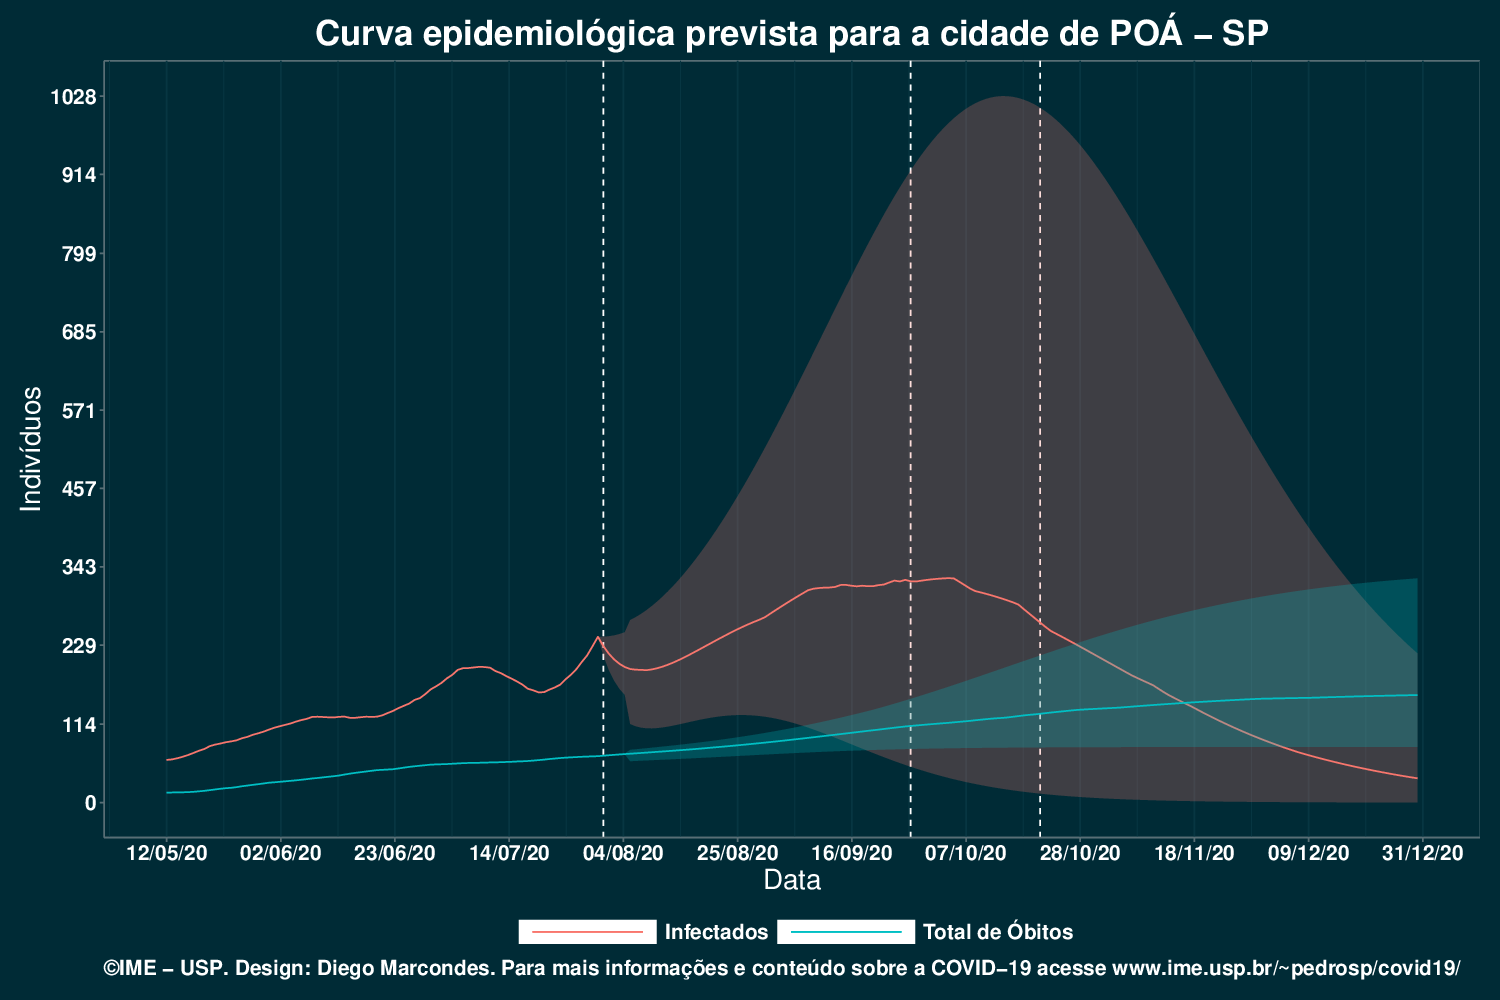 Curva epidemiológica prevista para a cidade de POÁ – SP
1028
914
799
685
571
457
343
229
114
0
Indivíduos
12/05/20 02/06/20 23/06/20 14/07/20 04/08/20 25/08/20 16/09/20 07/10/20 28/10/20 18/11/20 09/12/20 31/12/20
Data
Infectados Total de Óbitos
©IME – USP. Design: Diego Marcondes. Para mais informações e conteúdo sobre a COVID–19 acesse www.ime.usp.br/~pedrosp/covid19/